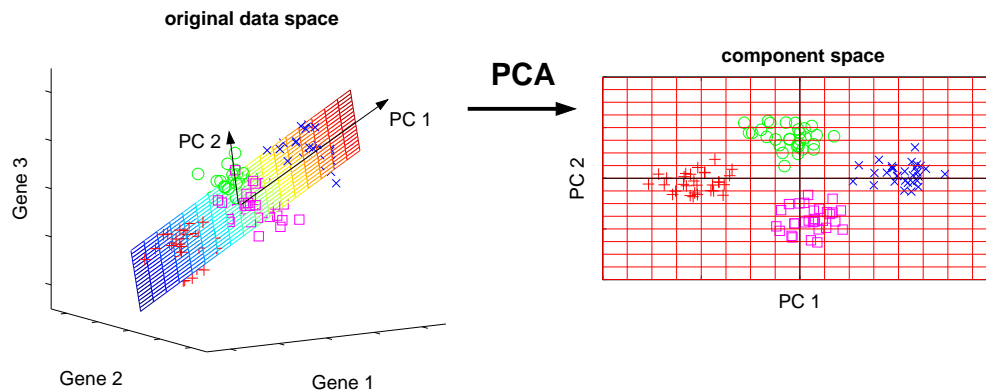 original data space
Gene 3
Gene 2
Gene 1
PC 2
PC 1
PCA
component space
PC 2
PC 1